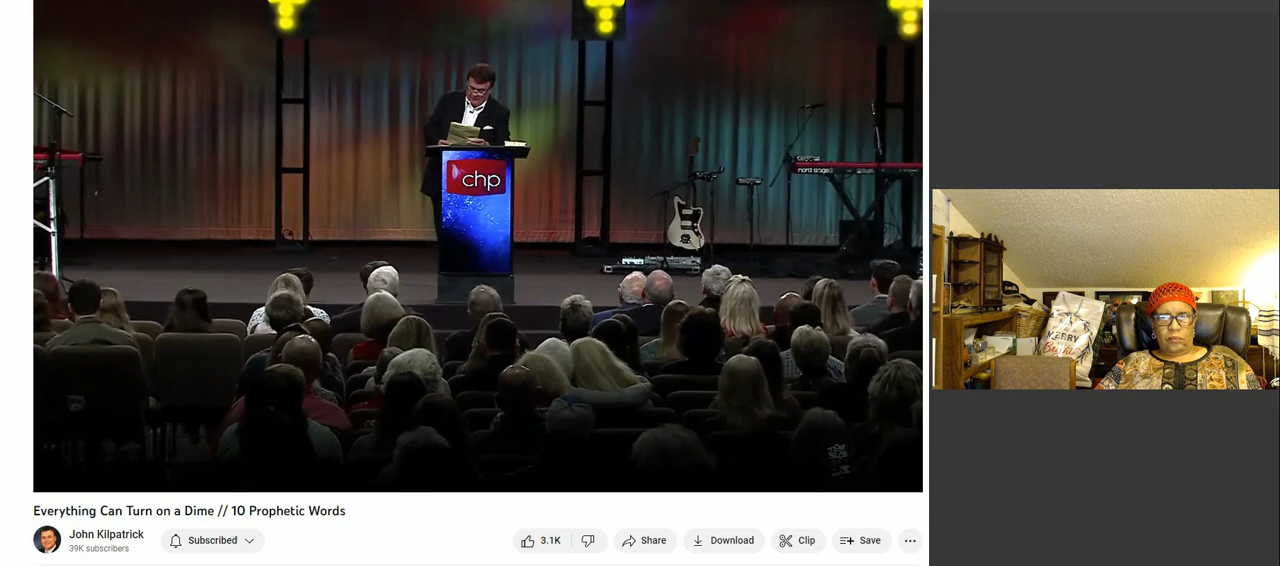 chp
nord stage
Everything Can Turn on a Dime // 10 Prophetic Words
John Kilpatrick
39K subscribers
Subscribed
3.1K
Share
Download
Clip
Save